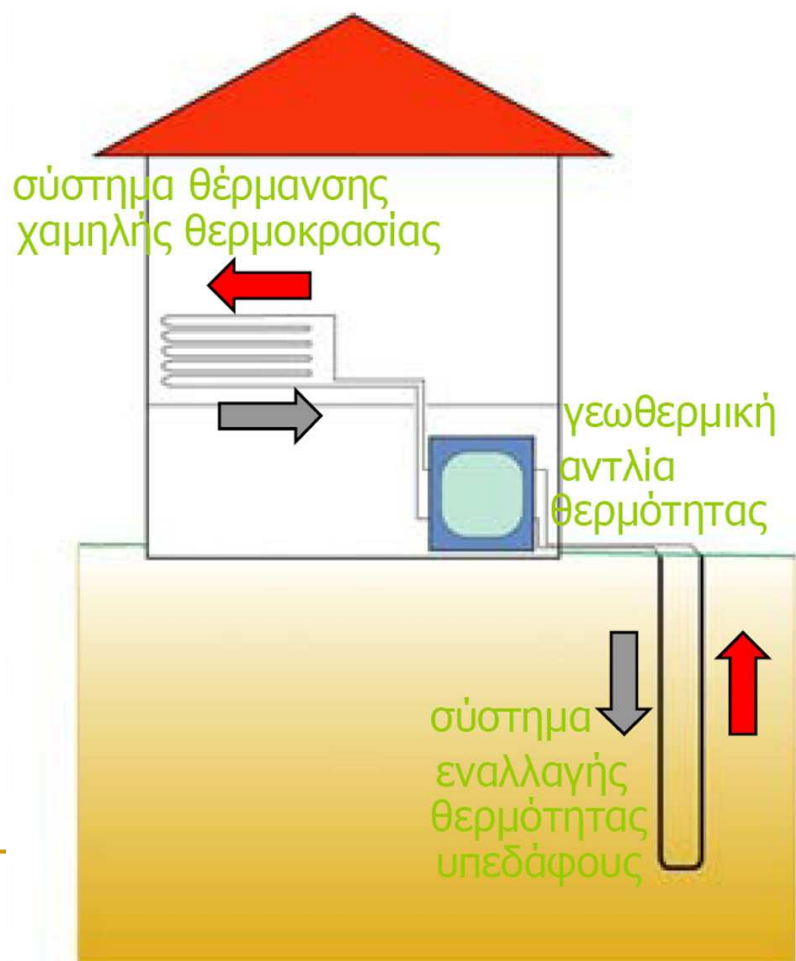 σύστημα θέρμανσης
χαμηλής θερμοκρασίας
γεωθερμική
αντλία
θερμότητας
σύστημα
εναλλαγής
θερμότητας
υπεδάφους